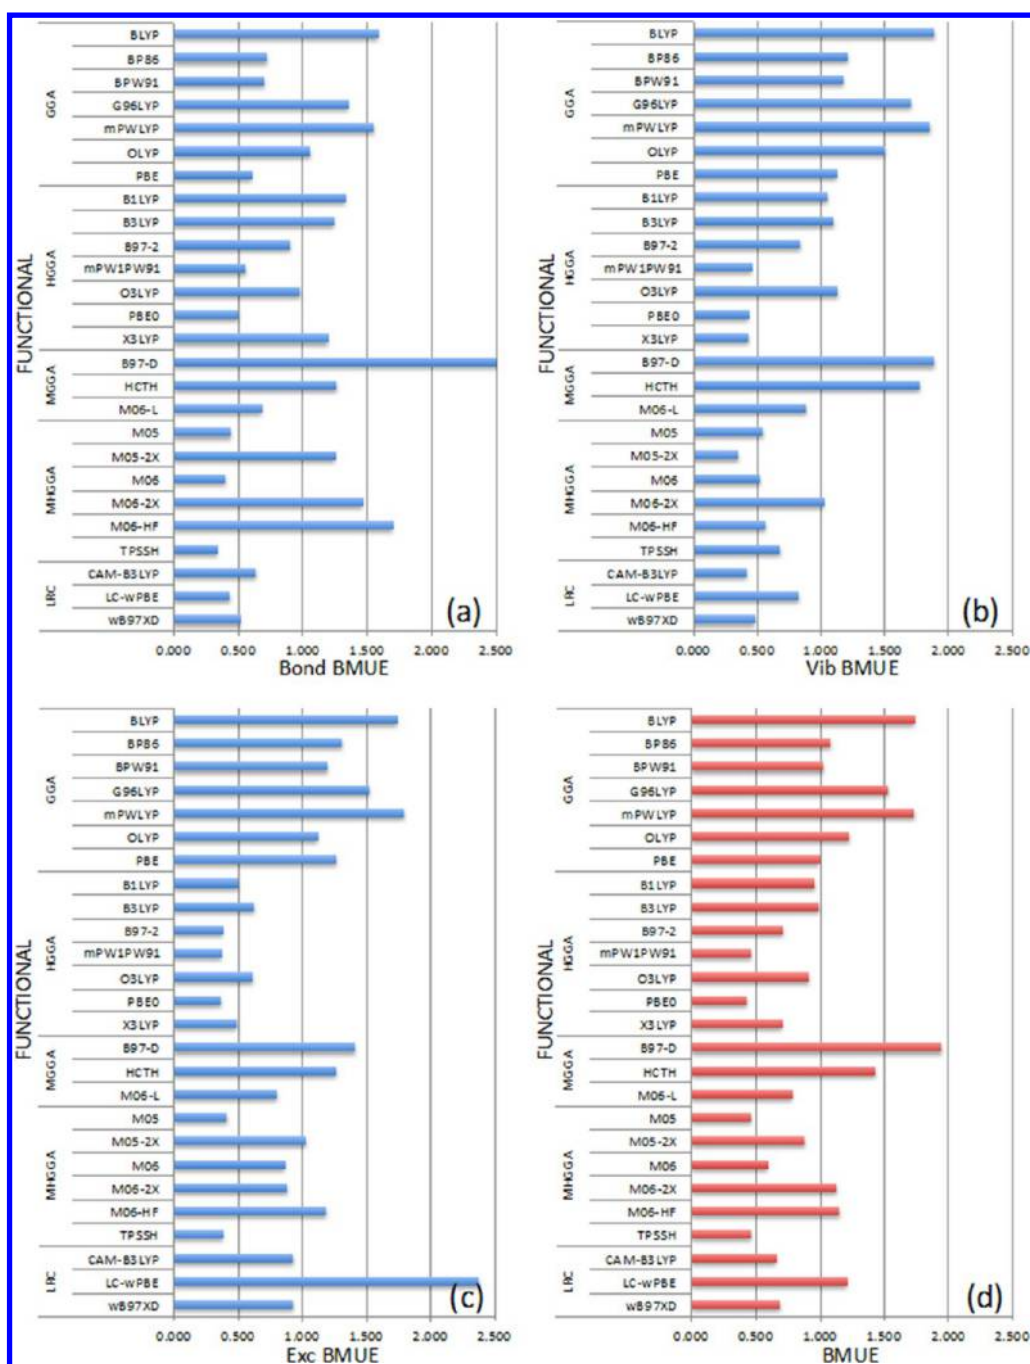 BLYP
BP86
BPW91
G96LYP
mPWLYP
OLYP
PBE
B1LYP
B3LYP
B97-2
mPW1PW91
O3LYP
PBE0
X3LYP
B97-D
HCTH
M06-L
M05
M05-2X
M06
M06-2X
M06-HF
TPSSH
CAM-B3LYP
LC-wPBE
wB97XD
GGA
HGGA
MGGA
MHGGA
LRC
FUNCTIONAL
(a)
0.000 0.500 1.000 1.500 2.000 2.500
Bond BMUE
BLYP
BP86
BPW91
G96LYP
mPWLYP
OLYP
PBE
B1LYP
B3LYP
B97-2
mPW1PW91
O3LYP
PBE0
X3LYP
B97-D
HCTH
M06-L
M05
M05-2X
M06
M06-2X
M06-HF
TPSSH
CAM-B3LYP
LC-wPBE
wB97XD
GGA
HGGA
MGGA
MHGGA
LRC
FUNCTIONAL
(b)
0.000 0.500 1.000 1.500 2.000 2.500
Vib BMUE
BLYP
BP86
BPW91
G96LYP
mPWLYP
OLYP
PBE
B1LYP
B3LYP
B97-2
mPW1PW91
O3LYP
PBE0
X3LYP
B97-D
HCTH
M06-L
M05
M05-2X
M06
M06-2X
M06-HF
TPSSH
CAM-B3LYP
LC-wPBE
wB97XD
GGA
HGGA
MGGA
MHGGA
LRC
FUNCTIONAL
(c)
0.000 0.500 1.000 1.500 2.000 2.500
Exc BMUE
BLYP
BP86
BPW91
G96LYP
mPWLYP
OLYP
PBE
B1LYP
B3LYP
B97-2
mPW1PW91
O3LYP
PBE0
X3LYP
B97-D
HCTH
M06-L
M05
M05-2X
M06
M06-2X
M06-HF
TPSSH
CAM-B3LYP
LC-wPBE
wB97XD
GGA
HGGA
MGGA
MHGGA
LRC
FUNCTIONAL
(d)
0.000 0.500 1.000 1.500 2.000 2.500
BMUE